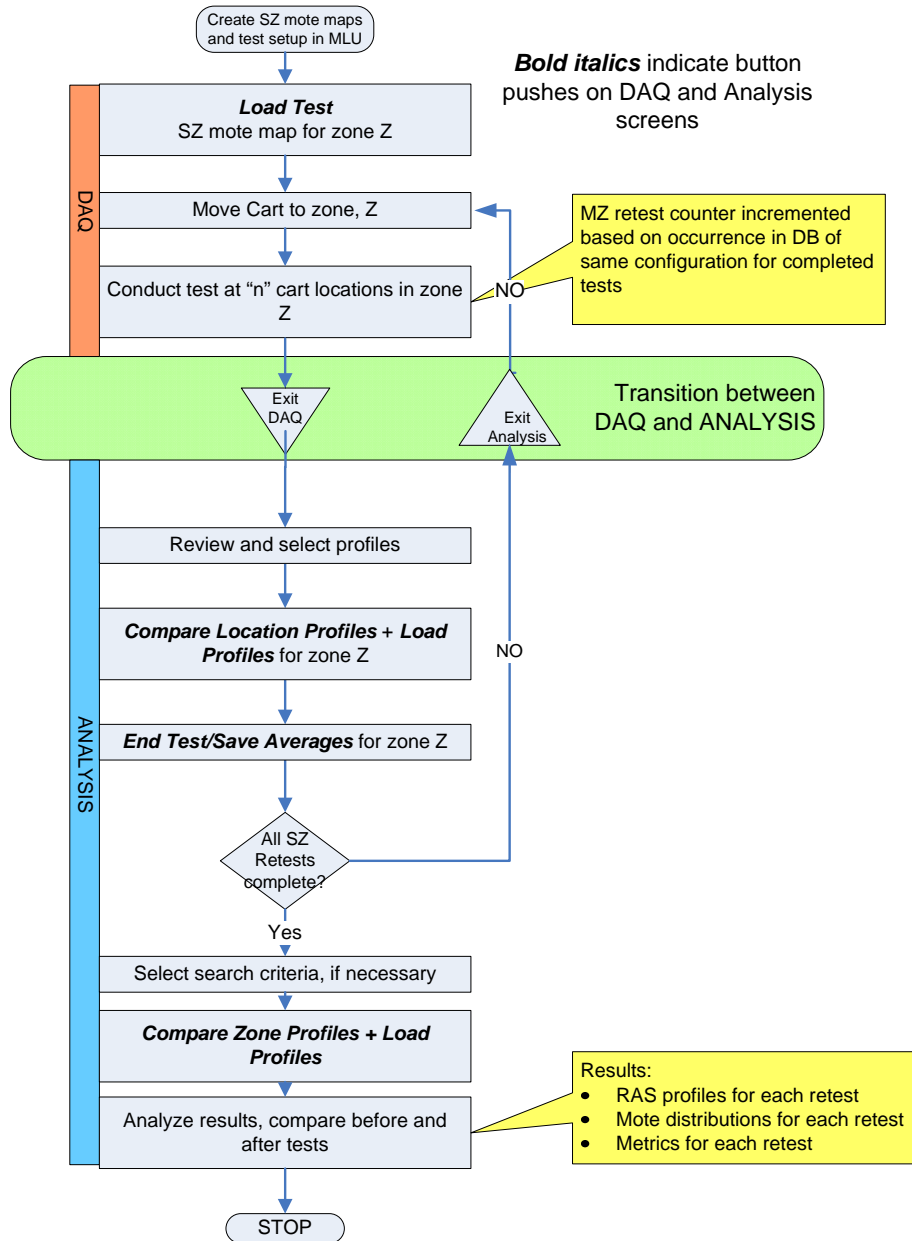 Create SZ mote maps
and test setup in MLU
Bold italics indicate button
pushes on DAQ and Analysis
screens
DAQ
Load Test
SZ mote map for zone Z
Move Cart to zone, Z
MZ retest counter incremented
based on occurrence in DB of
same configuration for completed
tests
Conduct test at “n” cart locations in zone
Z
NO
Exit
DAQ
Exit
Analysis
Transition between
DAQ and ANALYSIS
ANALYSIS
Review and select profiles
Compare Location Profiles + Load
Profiles for zone Z
NO
End Test/Save Averages for zone Z
All SZ
Retests
complete?
Yes
Select search criteria, if necessary
Compare Zone Profiles + Load
Profiles
Analyze results, compare before and
after tests
Results:
• RAS profiles for each retest
• Mote distributions for each retest
• Metrics for each retest
STOP